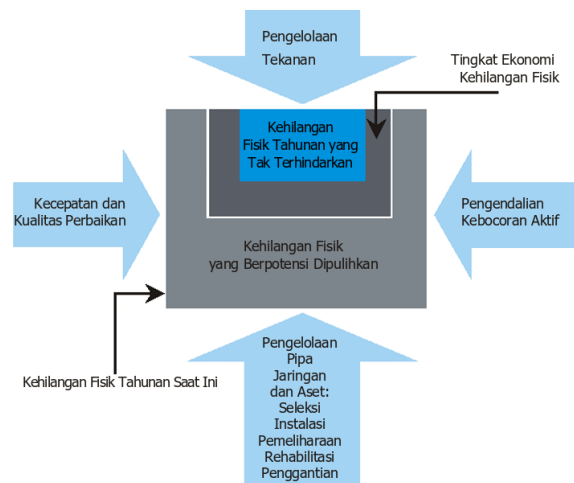 Pengelolaan
Tekanan
Tingkat Ekonomi
Kehilangan Fisik
Kehilangan
Fisik Tahunan yang
Tak Terhindarkan
Kecepatan dan
Kualitas Perbaikan
Pengendalian
Kebocoran Aktif
Kehilangan Fisik
yang Berpotensi Dipulihkan
Kehilangan Fisik Tahunan Saat Ini
Pengelolaan
Pipa
Jaringan
dan Aset:
Seleksi
Instalasi
Pemeliharaan
Rehabilitasi
Penggantian